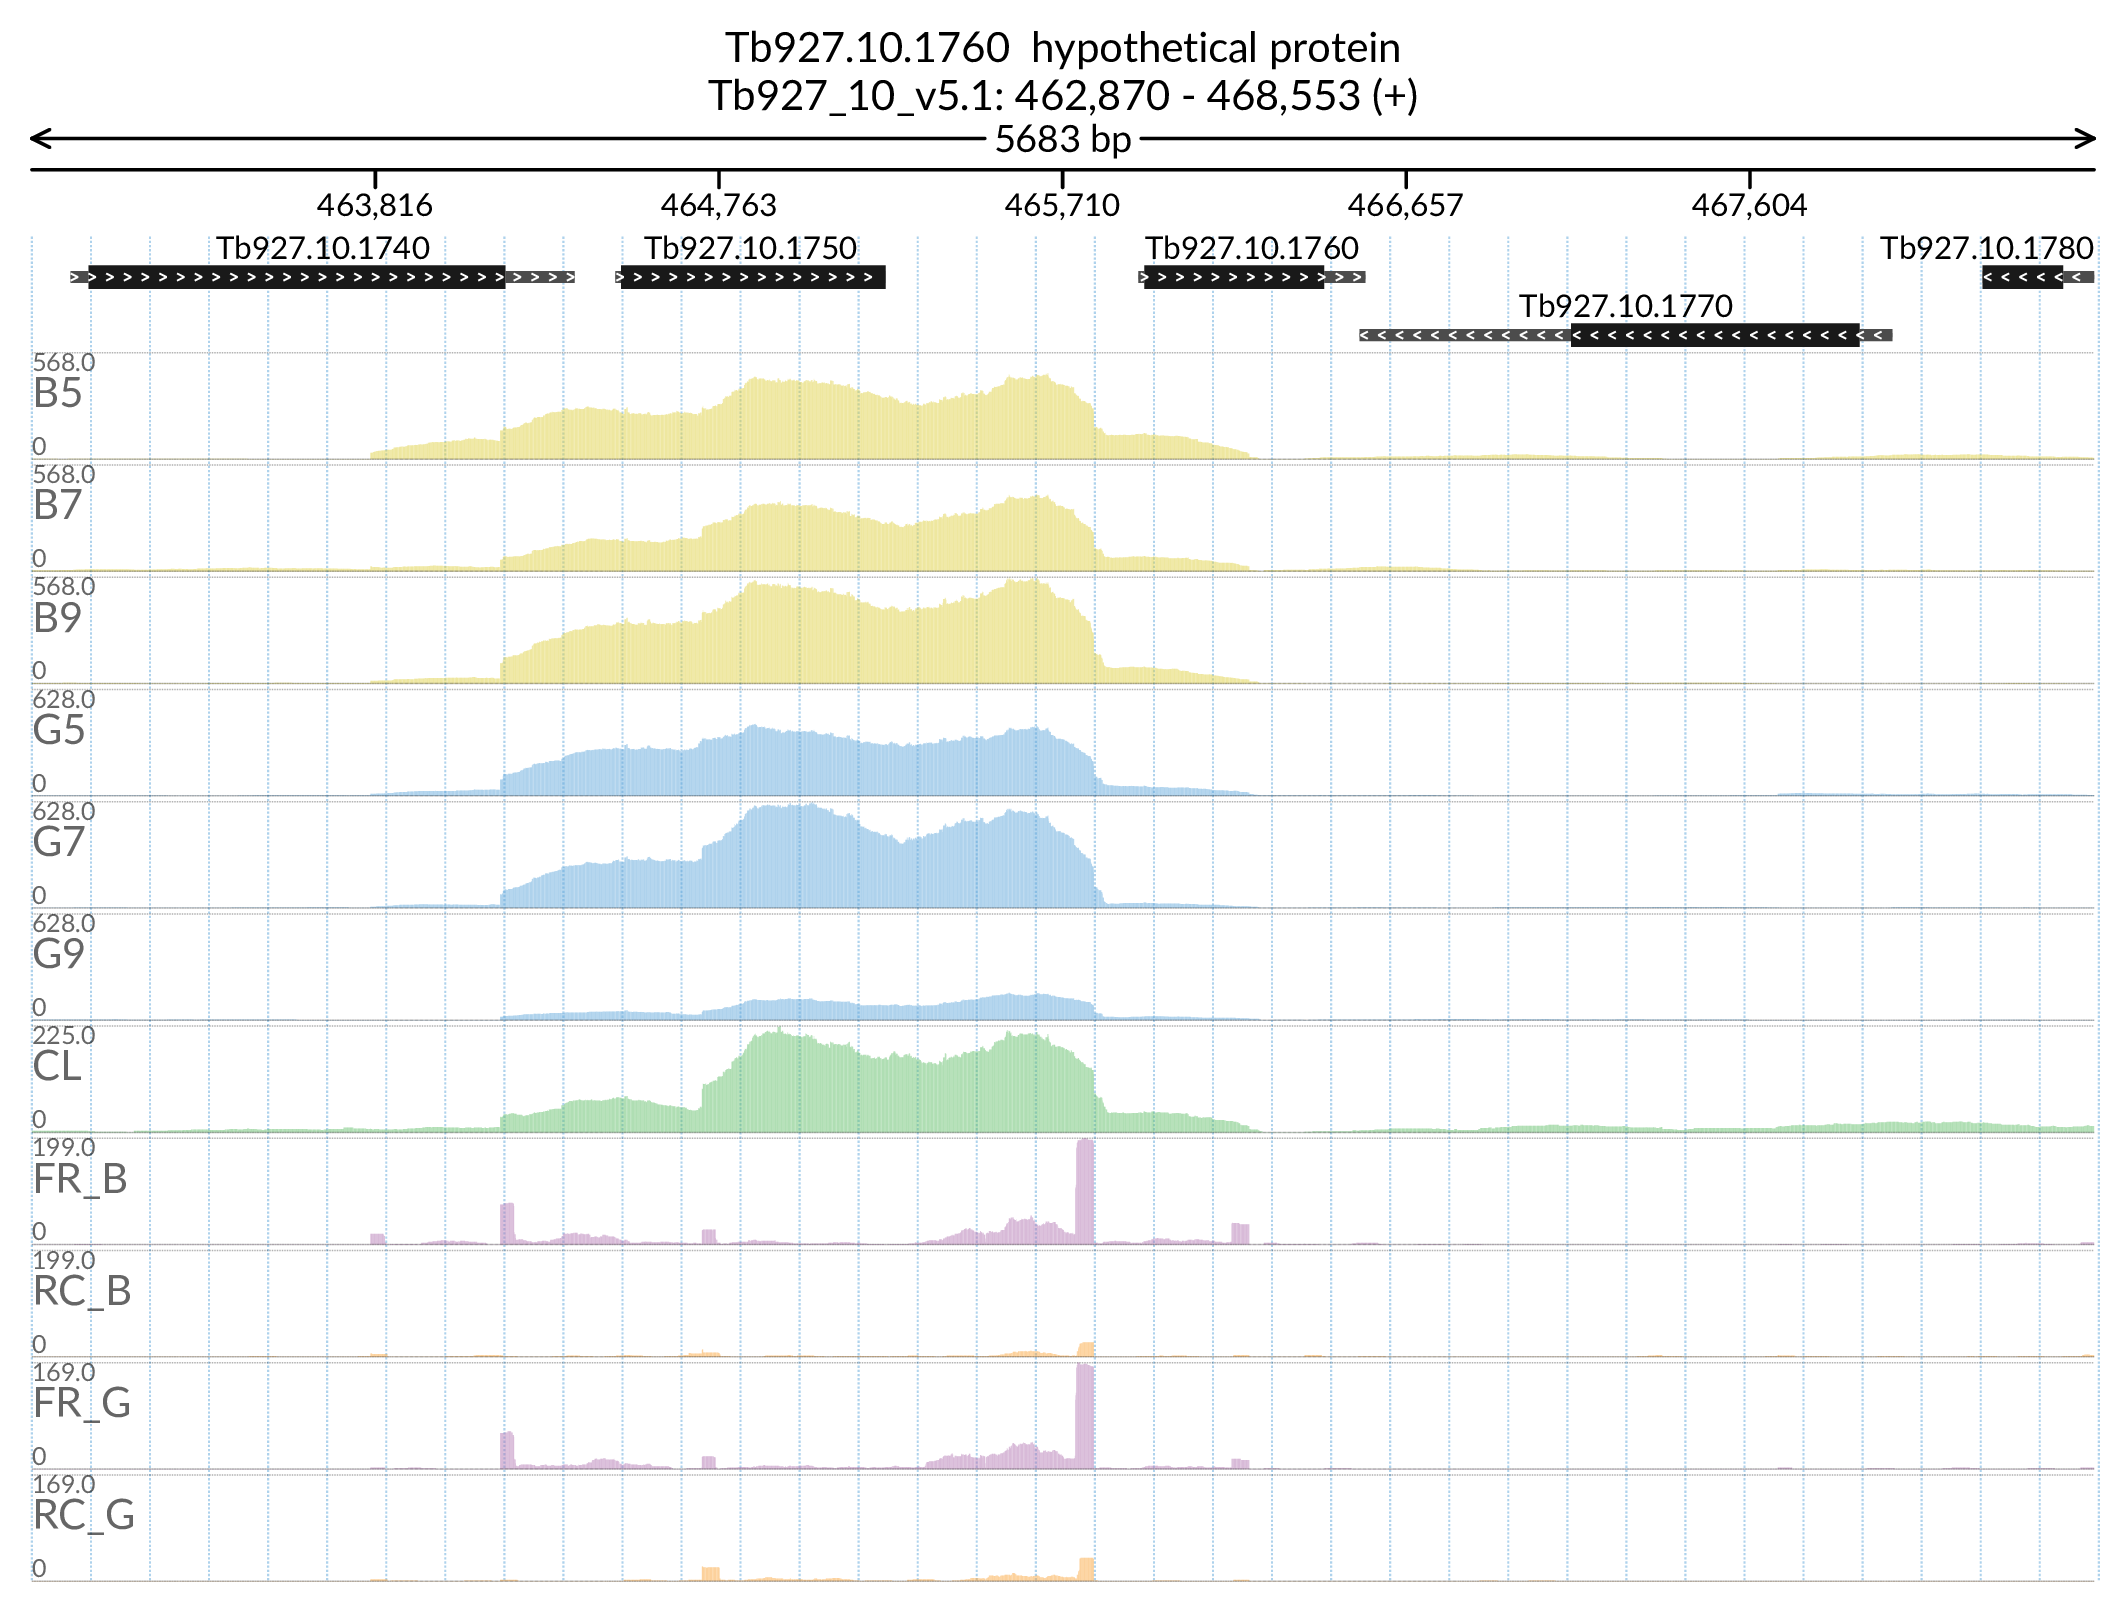 Tb927.10.1760  hypothetical protein
Tb927_10_v5.1: 462,870 - 468,553 (+)
5683 bp
463,816 464,763 465,710 466,657 467,604
Tb927.10.1740 Tb927.10.1750 Tb927.10.1760 Tb927.10.1780
Tb927.10.1770
568.0
B5
0
568.0
B7
0
568.0
B9
0
628.0
G5
0
628.0
G7
0
628.0
G9
0
225.0
CL
0
199.0
FR_B
0
199.0
RC_B
0
169.0
FR_G
0
169.0
RC_G
0